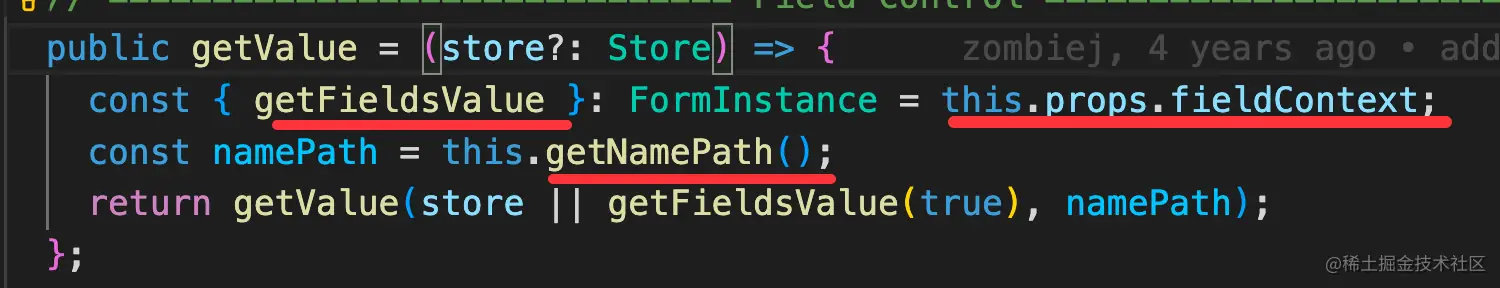 // ============================== Field Control ==============================
public getValue = (store?: Store) => { zombiej, 4 years ago • add
const { getFieldsValue }: FormInstance = this.props.fieldContext;
const namePath = this.getNamePath();
return getValue(store || getFieldsValue(true), namePath);
};
@稀土掘金技术社区